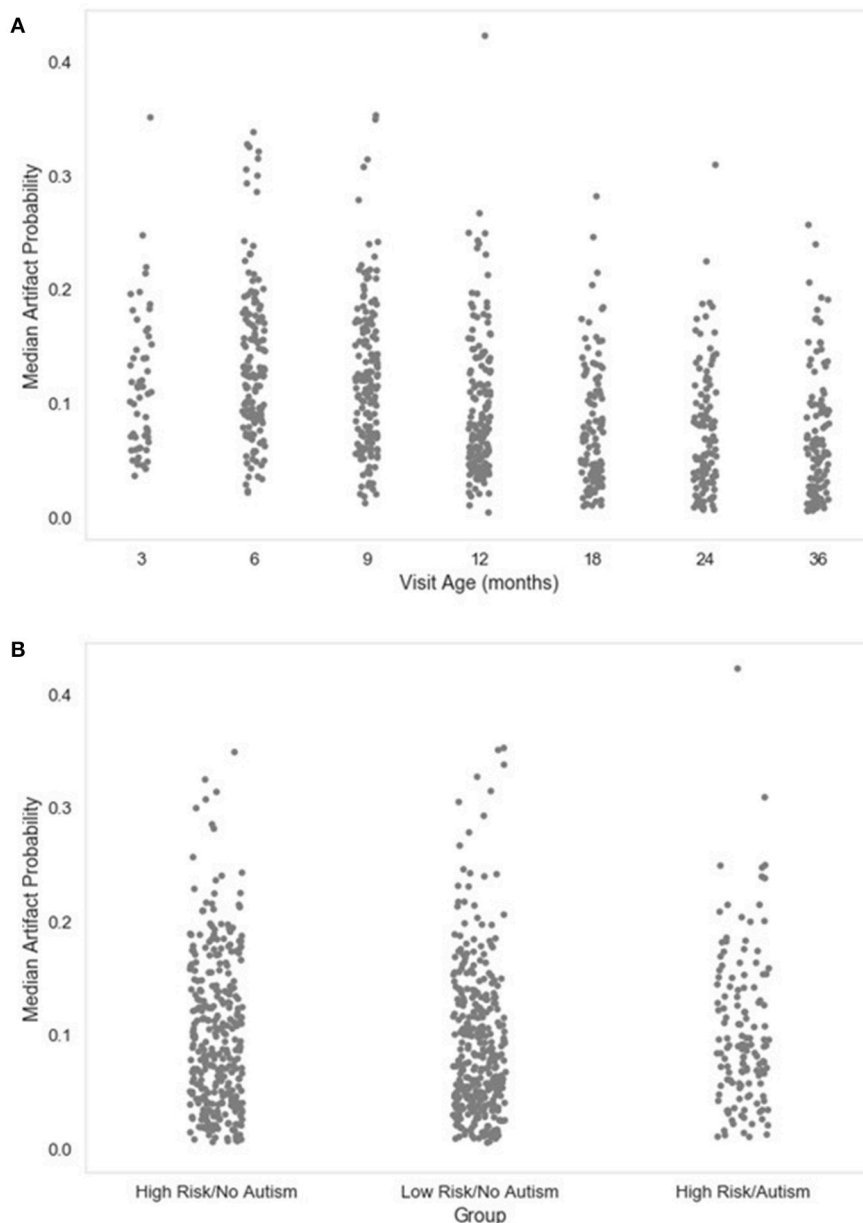 A
Median Artifact Probability
0.4
0.3
0.2
0.1
0.0
3 6 9 12 18 24 36
Visit Age (months)
B
Median Artifact Probability
0.4
0.3
0.2
0.1
0.0
High Risk/No Autism Low Risk/No Autism High Risk/Autism
Group